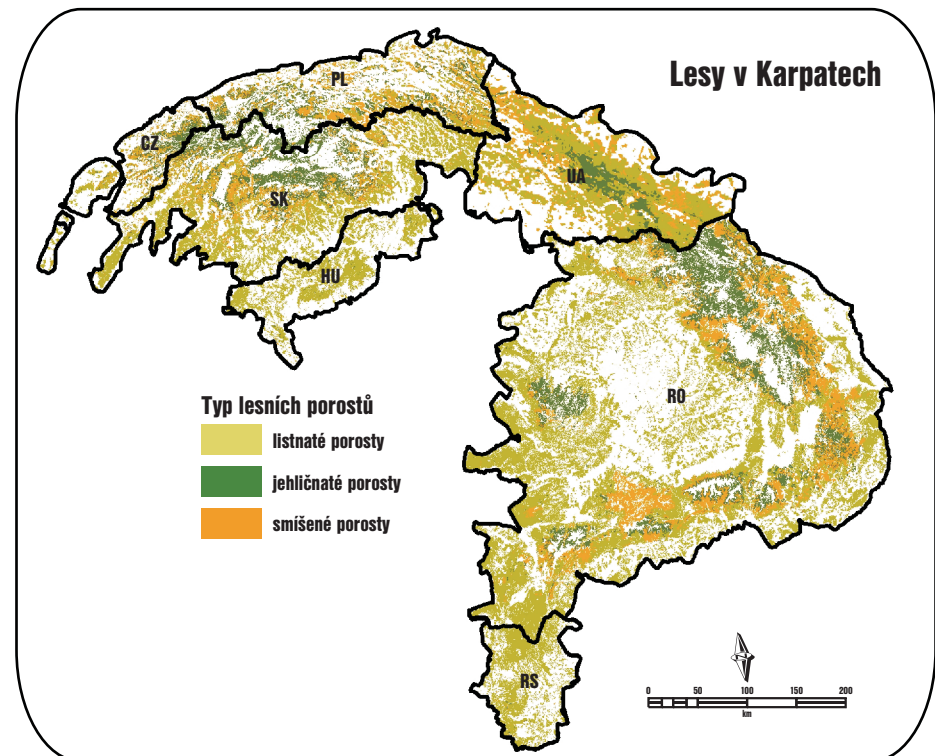 Lesy v Karpatech
PL
CZ
UA
SK
HU
RO
Typ lesních porostů
listnaté porosty
jehličnaté porosty
smíšené porosty
RS
0 50 100 150 200
km